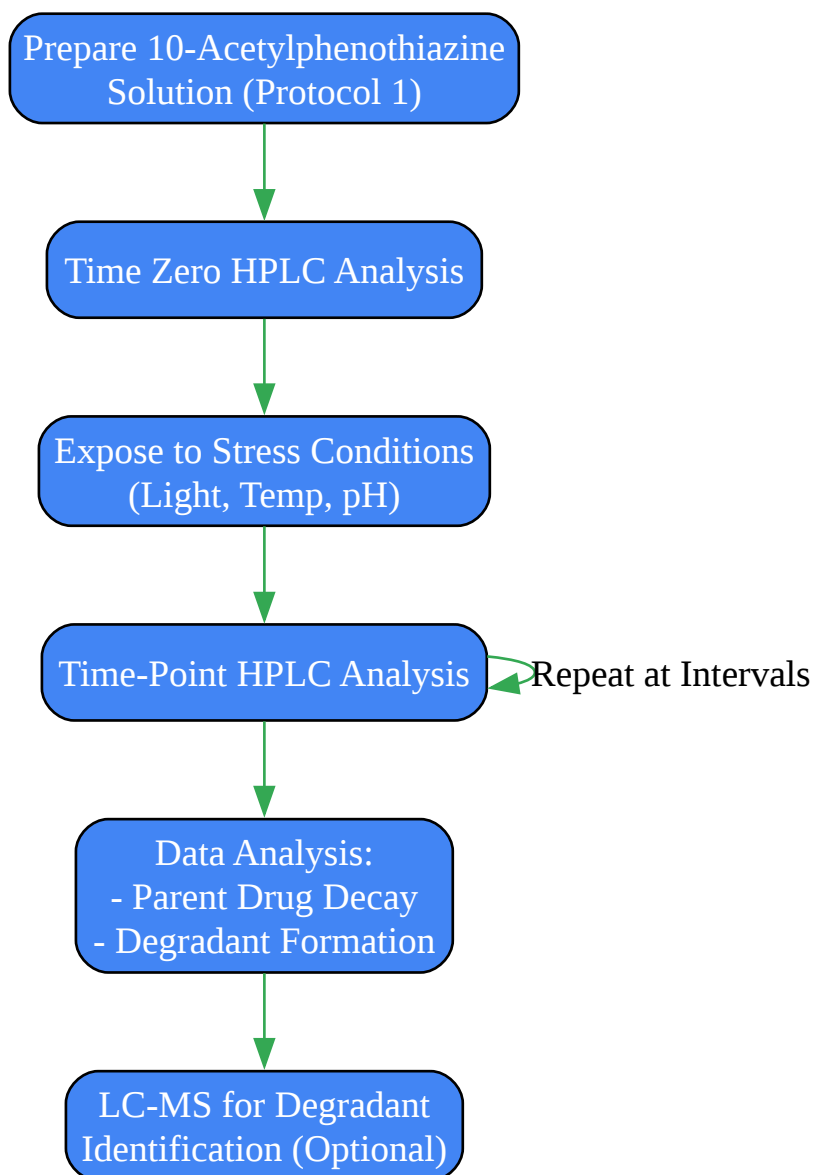 Prepare 10-Acetylphenothiazine
Solution (Protocol 1)
Time Zero HPLC Analysis
Expose to Stress Conditions
(Light, Temp, pH)
Time-Point HPLC Analysis
Repeat at Intervals
Data Analysis:
- Parent Drug Decay
- Degradant Formation
LC-MS for Degradant
Identification (Optional)